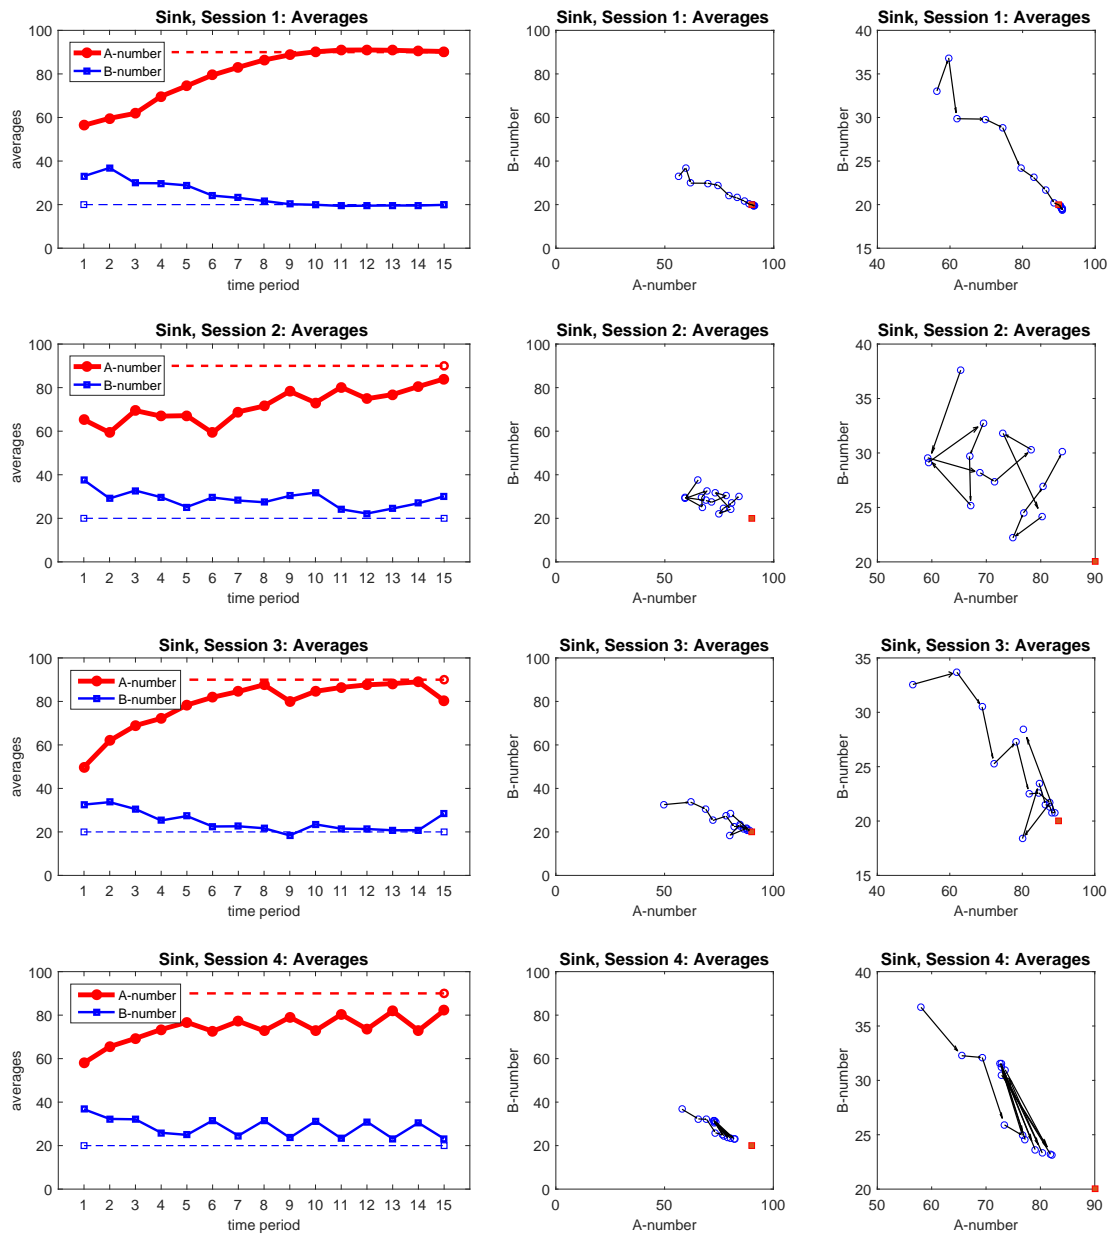 Sink, Session 1: Averages
100
80
60
40
20
0
averages
A-number
B-number
1 2 3 4 5 6 7 8 9 10 11 12 13 14 15
time period
Sink, Session 1: Averages
100
80
60
40
20
0
B-number
0 50 100
A-number
Sink, Session 1: Averages
40
35
30
25
20
15
B-number
40 60 80 100
A-number
Sink, Session 2: Averages
100
80
60
40
20
0
averages
A-number
B-number
1 2 3 4 5 6 7 8 9 10 11 12 13 14 15
time period
Sink, Session 2: Averages
100
80
60
40
20
0
B-number
0 50 100
A-number
Sink, Session 2: Averages
40
35
30
25
20
B-number
50 60 70 80 90
A-number
Sink, Session 3: Averages
100
80
60
40
20
0
averages
A-number
B-number
1 2 3 4 5 6 7 8 9 10 11 12 13 14 15
time period
Sink, Session 3: Averages
100
80
60
40
20
0
B-number
0 50 100
A-number
Sink, Session 3: Averages
35
30
25
20
15
B-number
40 60 80 100
A-number
Sink, Session 4: Averages
100
80
60
40
20
0
averages
A-number
B-number
1 2 3 4 5 6 7 8 9 10 11 12 13 14 15
time period
Sink, Session 4: Averages
100
80
60
40
20
0
B-number
0 50 100
A-number
Sink, Session 4: Averages
40
35
30
25
20
B-number
50 60 70 80 90
A-number